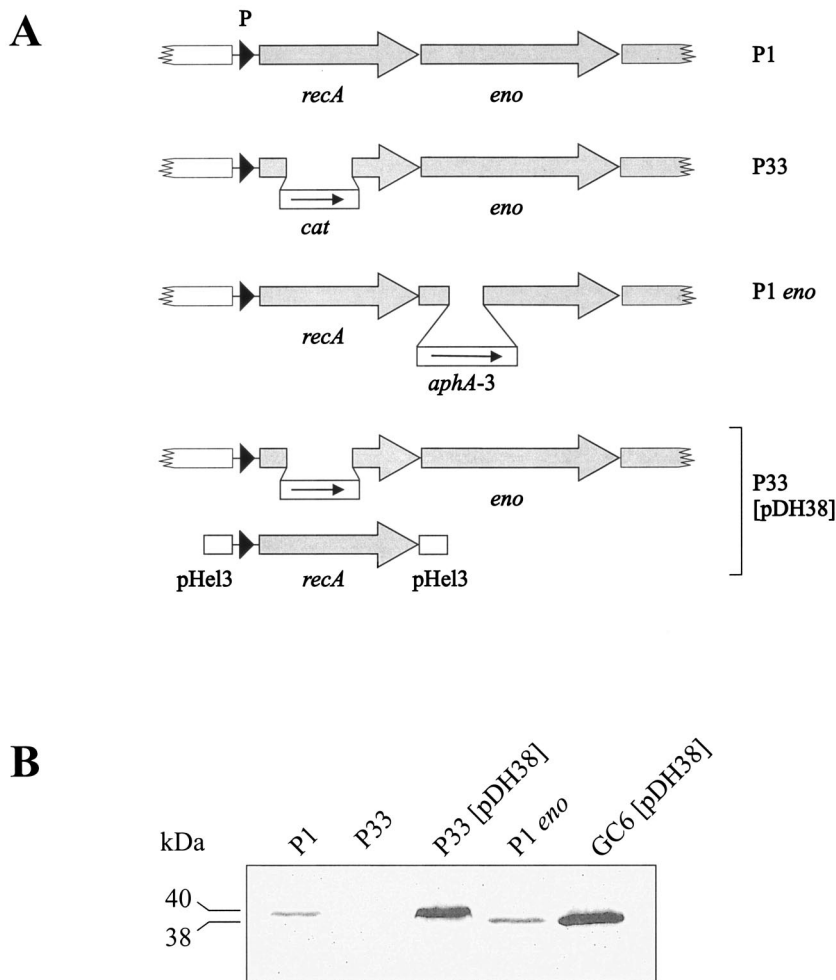 A
P
P1
recA eno
P33
cat eno
P1 eno
recA
aphA-3
eno
P33
[pDH38]
pHel3 recA pHel3
B
kDa P1 P33 P33 [pDH38] P1 eno GC6 [pDH38]
40
38